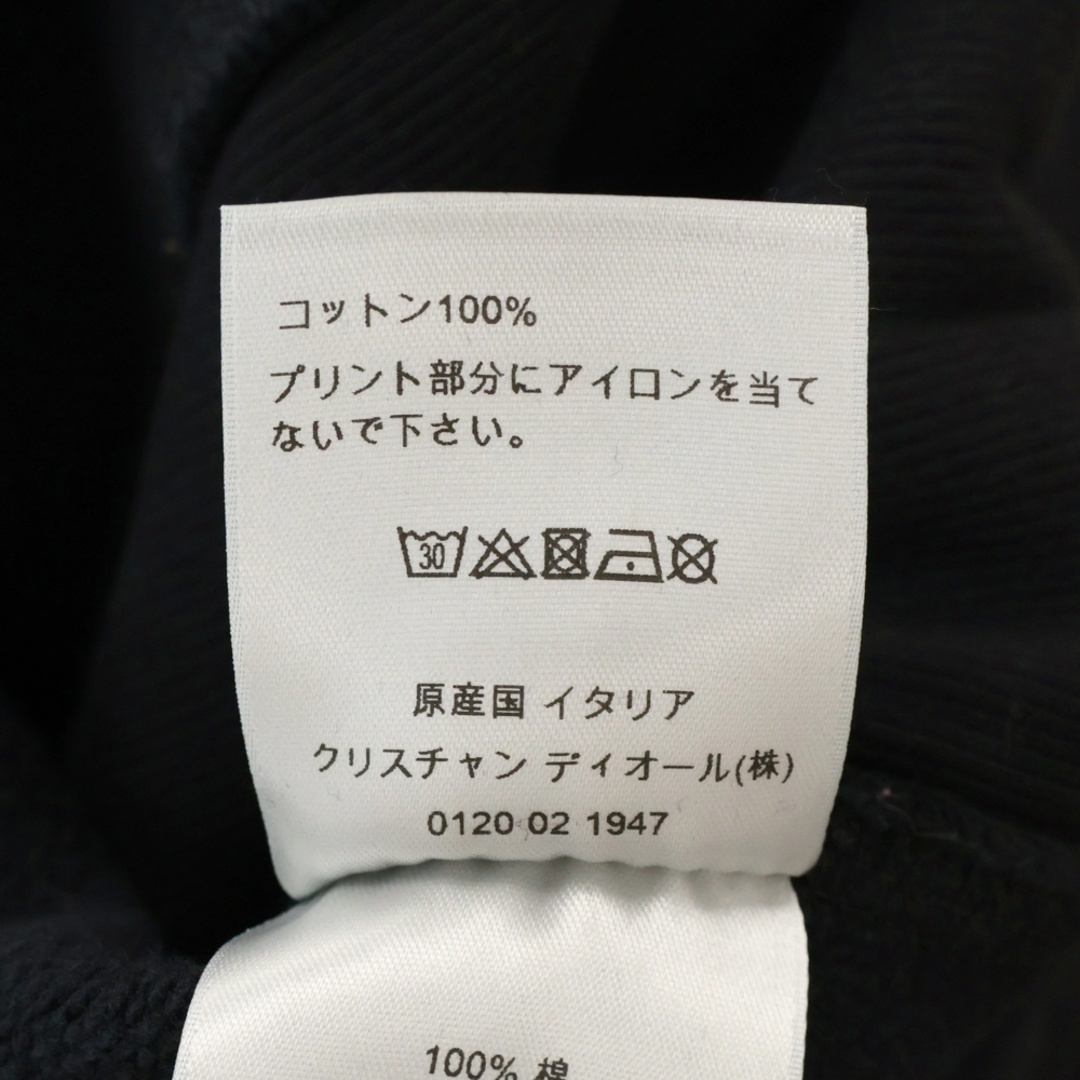 コットン100%
プリント部分にアイロンを当て
ないで下さい。
30
原産国 イタリア
クリスチャン ディオール(株)
0120 02 1947
100% 棉